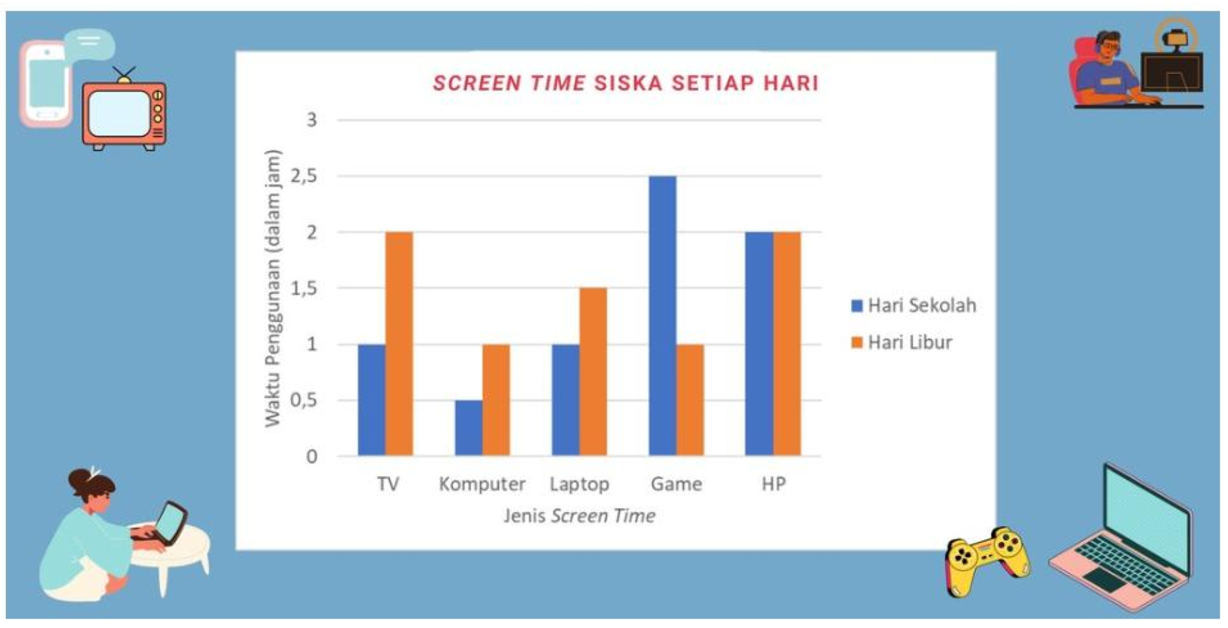 SCREEN TIME SISKA SETIAP HARI
Waktu Penggunaan (dalam jam)
3
2,5
2
1,5
1
0,5
0
TV Komputer Laptop Game HP
Jenis Screen Time
Hari Sekolah
Hari Libur